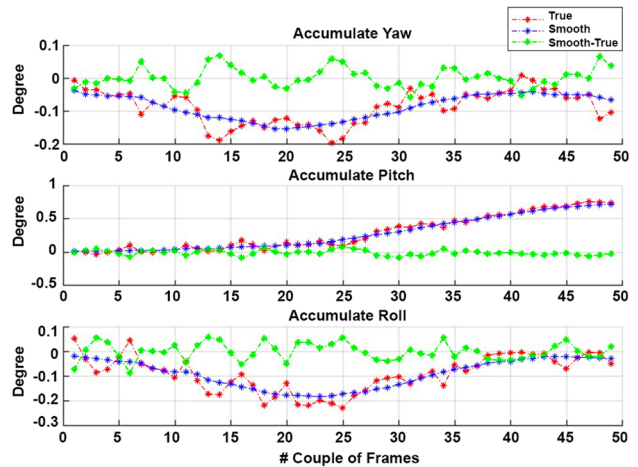 True
Smooth
Smooth-True
Accumulate Yaw
0.1
0
-0.1
-0.2
Degree
0 5 10 15 20 25 30 35 40 45 50
Accumulate Pitch
1
0.5
0
-0.5
Degree
0 5 10 15 20 25 30 35 40 45 50
Accumulate Roll
0.1
0
-0.1
-0.2
-0.3
Degree
0 5 10 15 20 25 30 35 40 45 50
# Couple of Frames